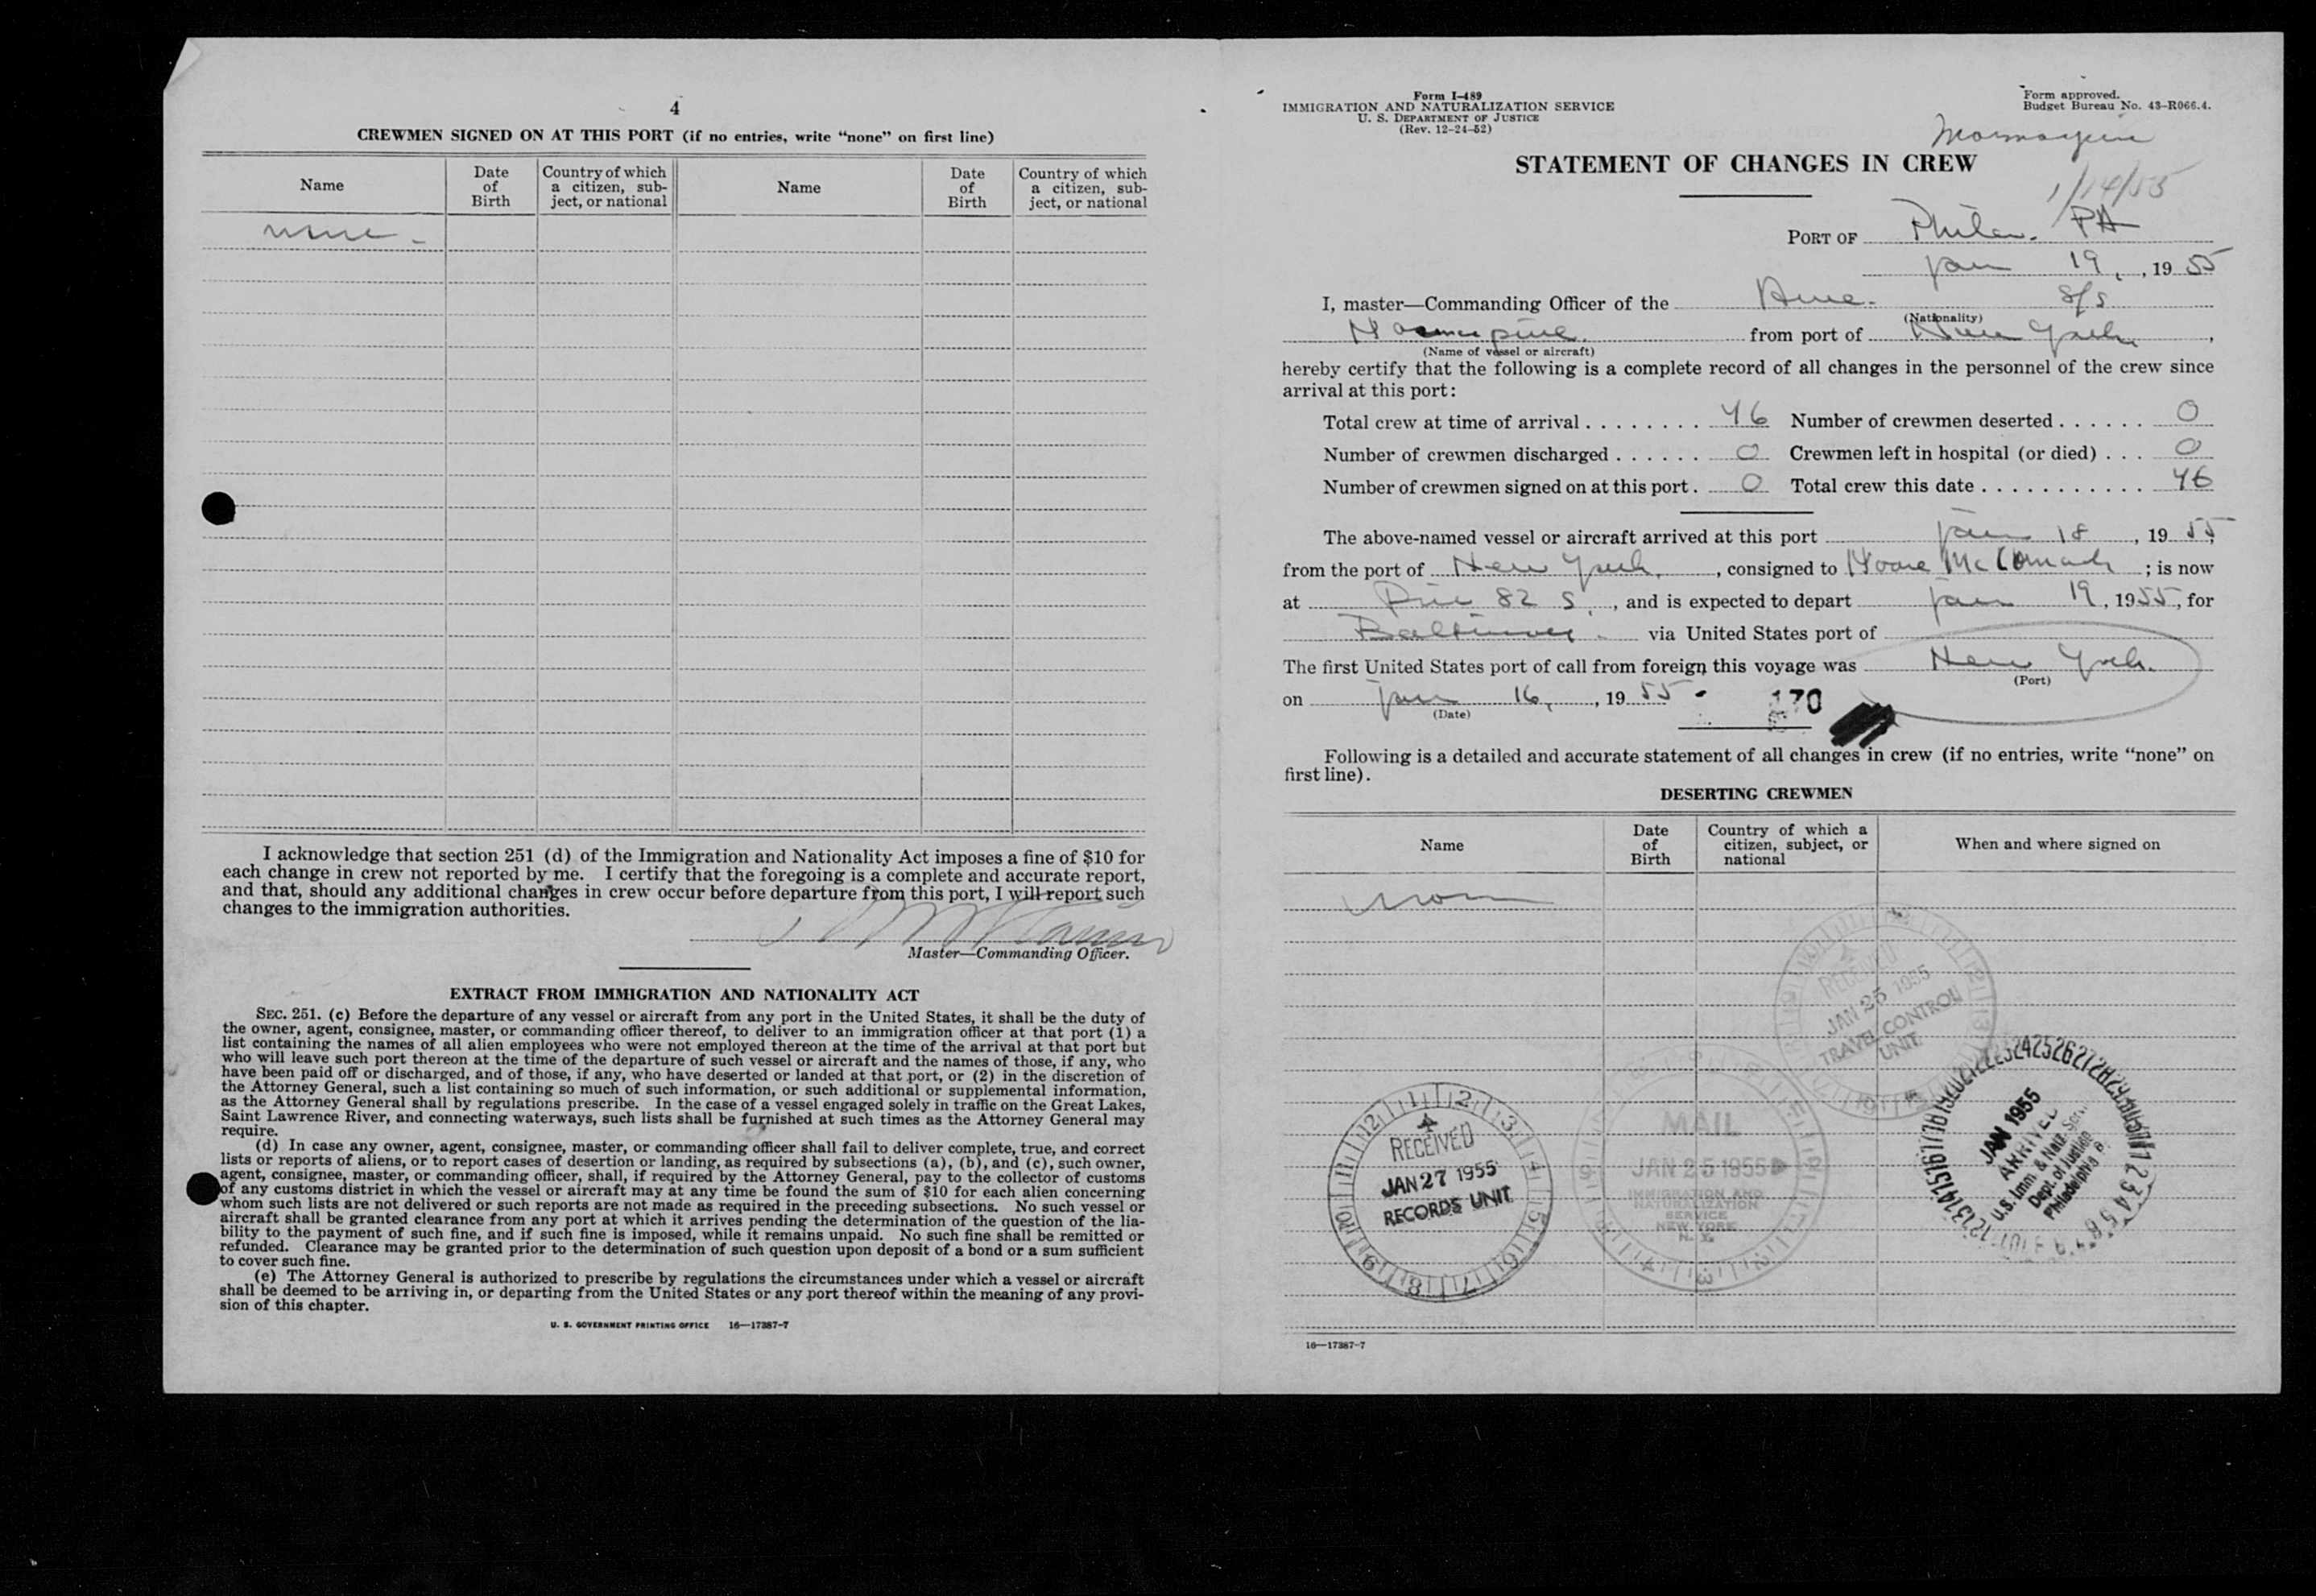 4
CREWMEN SIGNED ON AT THIS PORT (if no entries, write “none” on first line)
Name
Date of Birth
Country of which a citizen, sub-ject, or national
Name
Date of Birth
Country of which a citizen, sub-ject, or national
none
I acknowledge that section 251 (d) of the Immigration and Nationality Act imposes a fine of $10 for
each change in crew not reported by me. I certify that the foregoing is a complete and accurate report,
and that, should any additional changes in crew occur before departure from this port, I will report such
changes to the immigration authorities.
Master—Commanding Officer.
EXTRACT FROM IMMIGRATION AND NATIONALITY ACT
SEC. 251. (c) Before the departure of any vessel or aircraft from any port in the United States, it shall be the duty of
the owner, agent, consignee, master, or commanding officer thereof, to deliver to an immigration officer at that port (1) a
list containing the names of all alien employees who were not employed thereon at the time of the arrival at that port but
who will leave such port thereon at the time of the departure of such vessel or aircraft and the names of those, if any, who
have been paid off or discharged, and of those, if any, who have deserted or landed at that port, or (2) in the discretion of
the Attorney General, such a list containing so much of such information, or such additional or supplemental information,
as the Attorney General shall by regulations prescribe. In the case of a vessel engaged solely in traffic on the Great Lakes,
Saint Lawrence River, and connecting waterways, such lists shall be furnished at such times as the Attorney General may
require.
(d) In case any owner, agent, consignee, master, or commanding officer shall fail to deliver complete, true, and correct
lists or reports of aliens, or to report cases of desertion or landing, as required by subsections (a), (b), and (c), such owner,
agent, consignee, master, or commanding officer, shall, if required by the Attorney General, pay to the collector of customs
of any customs district in which the vessel or aircraft may at any time be found the sum of $10 for each alien concerning
whom such lists are not delivered or such reports are not made as required in the preceding subsections. No such vessel or
aircraft shall be granted clearance from any port at which it arrives pending the determination of the question of the lia-
bility to the payment of such fine, and if such fine is imposed, while it remains unpaid. No such fine shall be remitted or
refunded. Clearance may be granted prior to the determination of such question upon deposit of a bond or a sum sufficient
to cover such fine.
(e) The Attorney General is authorized to prescribe by regulations the circumstances under which a vessel or aircraft
shall be deemed to be arriving in, or departing from the United States or any port thereof within the meaning of any provi-
sion of this chapter.
U. S. GOVERNMENT PRINTING OFFICE 16—17387-7
Form I-489
IMMIGRATION AND NATURALIZATION SERVICE
U. S. DEPARTMENT OF JUSTICE
(Rev. 12-24-52)
Form approved.
Budget Bureau No. 43-R066.4.
STATEMENT OF CHANGES IN CREW
1/14/55
PORT OF Phila. PA
Jan 19, , 19 55
I, master—Commanding Officer of the Ame. S/S
(Nationality)
from port of New York ,
(Name of vessel or aircraft)
hereby certify that the following is a complete record of all changes in the personnel of the crew since
arrival at this port:
Total crew at time of arrival . . . . . . . . 46 Number of crewmen deserted . . . . . . 0
Number of crewmen discharged . . . . . . 0 Crewmen left in hospital (or died) . . . 0
Number of crewmen signed on at this port . 0 Total crew this date . . . . . . . . . . . 46
The above-named vessel or aircraft arrived at this port Jan 18 , 19 55,
from the port of New York , consigned to Moore McCormack ; is now
at Pier 82 S. , and is expected to depart Jan 19, 1955, for
Baltimore via United States port of
The first United States port of call from foreign this voyage was New York.
(Port)
on Jan 16, , 19 55
(Date)
170
Following is a detailed and accurate statement of all changes in crew (if no entries, write “none” on
first line).
DESERTING CREWMEN
Name
Date of Birth
Country of which a citizen, subject, or national
When and where signed on
none
RECEIVED
JAN 25 1955
TRAVEL CONTROL
UNIT
RECEIVED
JAN 27 1955
RECORDS UNIT
MAIL
JAN 25 1955
IMMIGRATION AND
NATURALIZATION
SERVICE
NEW YORK
N. Y.
JAN 1955
ARRIVED
U.S. Imm. & Natz. Serv.
Dept. of Justice
Philadelphia
16—17387-7